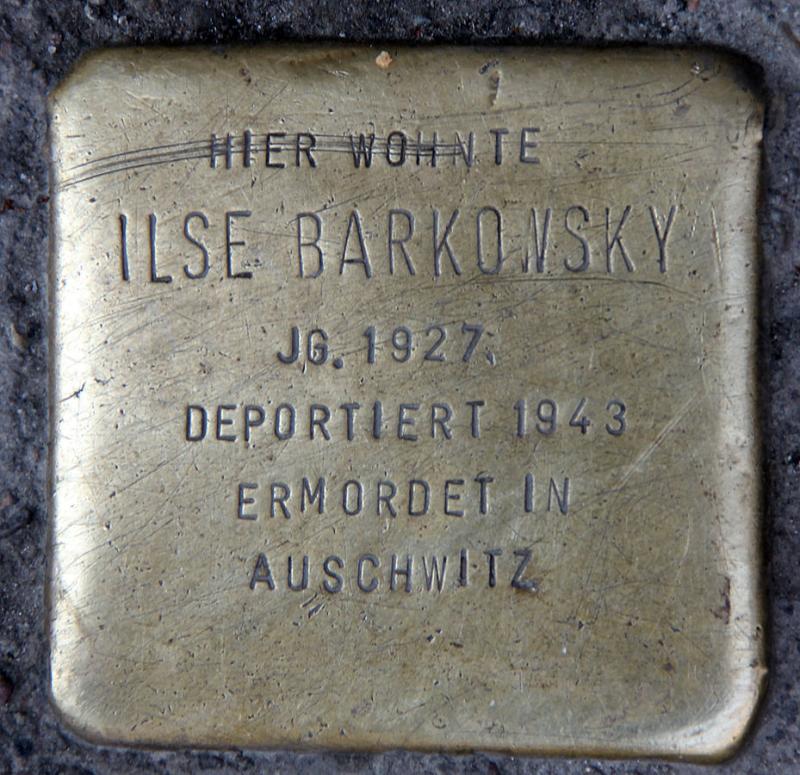 HIER WOHNTE
ILSE BARKOWSKY
JG. 1927
DEPORTIERT 1943
ERMORDET IN
AUSCHWITZ